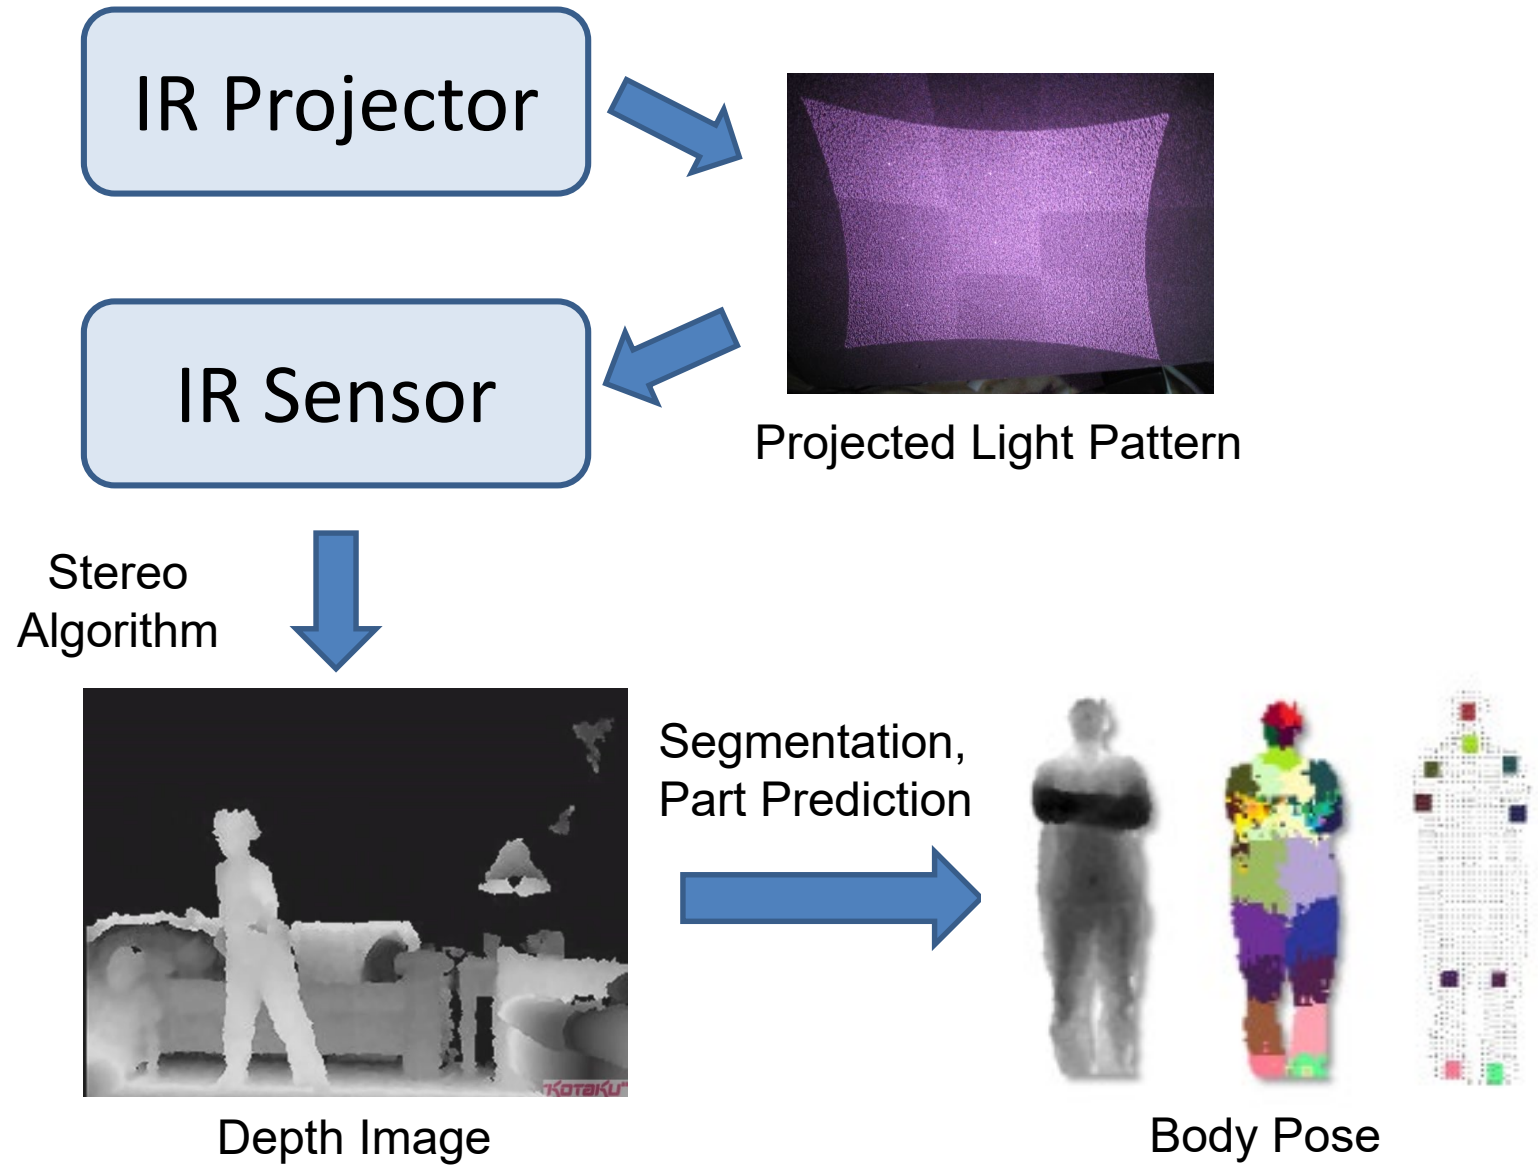 IR Projector
IR Sensor
Projected Light Pattern
Stereo
Algorithm
Segmentation,
Part Prediction
KOTAKU
Depth Image
Body Pose